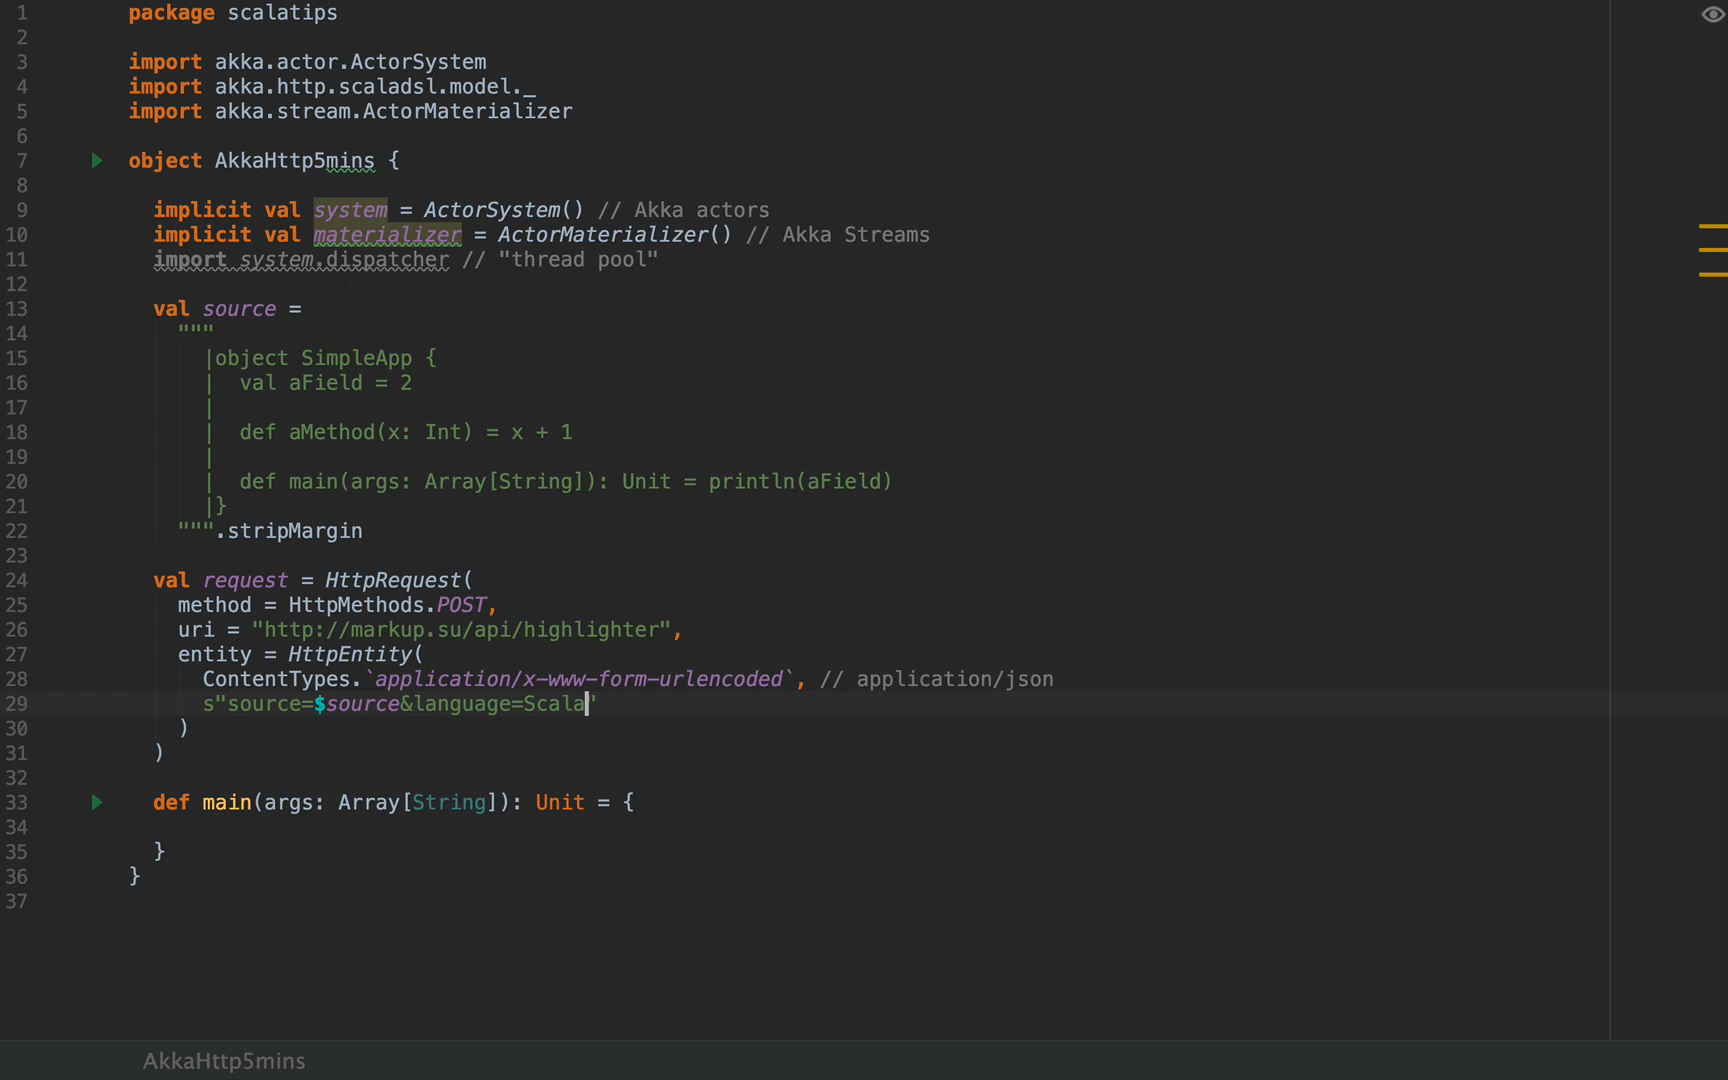 1 package scalatips
2
3 import akka.actor.ActorSystem
4 import akka.http.scaladsl.model._
5 import akka.stream.ActorMaterializer
6
7 object AkkaHttp5mins {
8
9 implicit val system = ActorSystem() // Akka actors
10 implicit val materializer = ActorMaterializer() // Akka Streams
11 import system.dispatcher // "thread pool"
12
13 val source =
14 """
15 |object SimpleApp {
16 | val aField = 2
17 |
18 | def aMethod(x: Int) = x + 1
19 |
20 | def main(args: Array[String]): Unit = println(aField)
21 |}
22 """.stripMargin
23
24 val request = HttpRequest(
25 method = HttpMethods.POST,
26 uri = "http://markup.su/api/highlighter",
27 entity = HttpEntity(
28 ContentTypes.`application/x-www-form-urlencoded`, // application/json
29 s"source=$source&language=Scala"
30 )
31 )
32
33 def main(args: Array[String]): Unit = {
34
35 }
36 }
37
AkkaHttp5mins